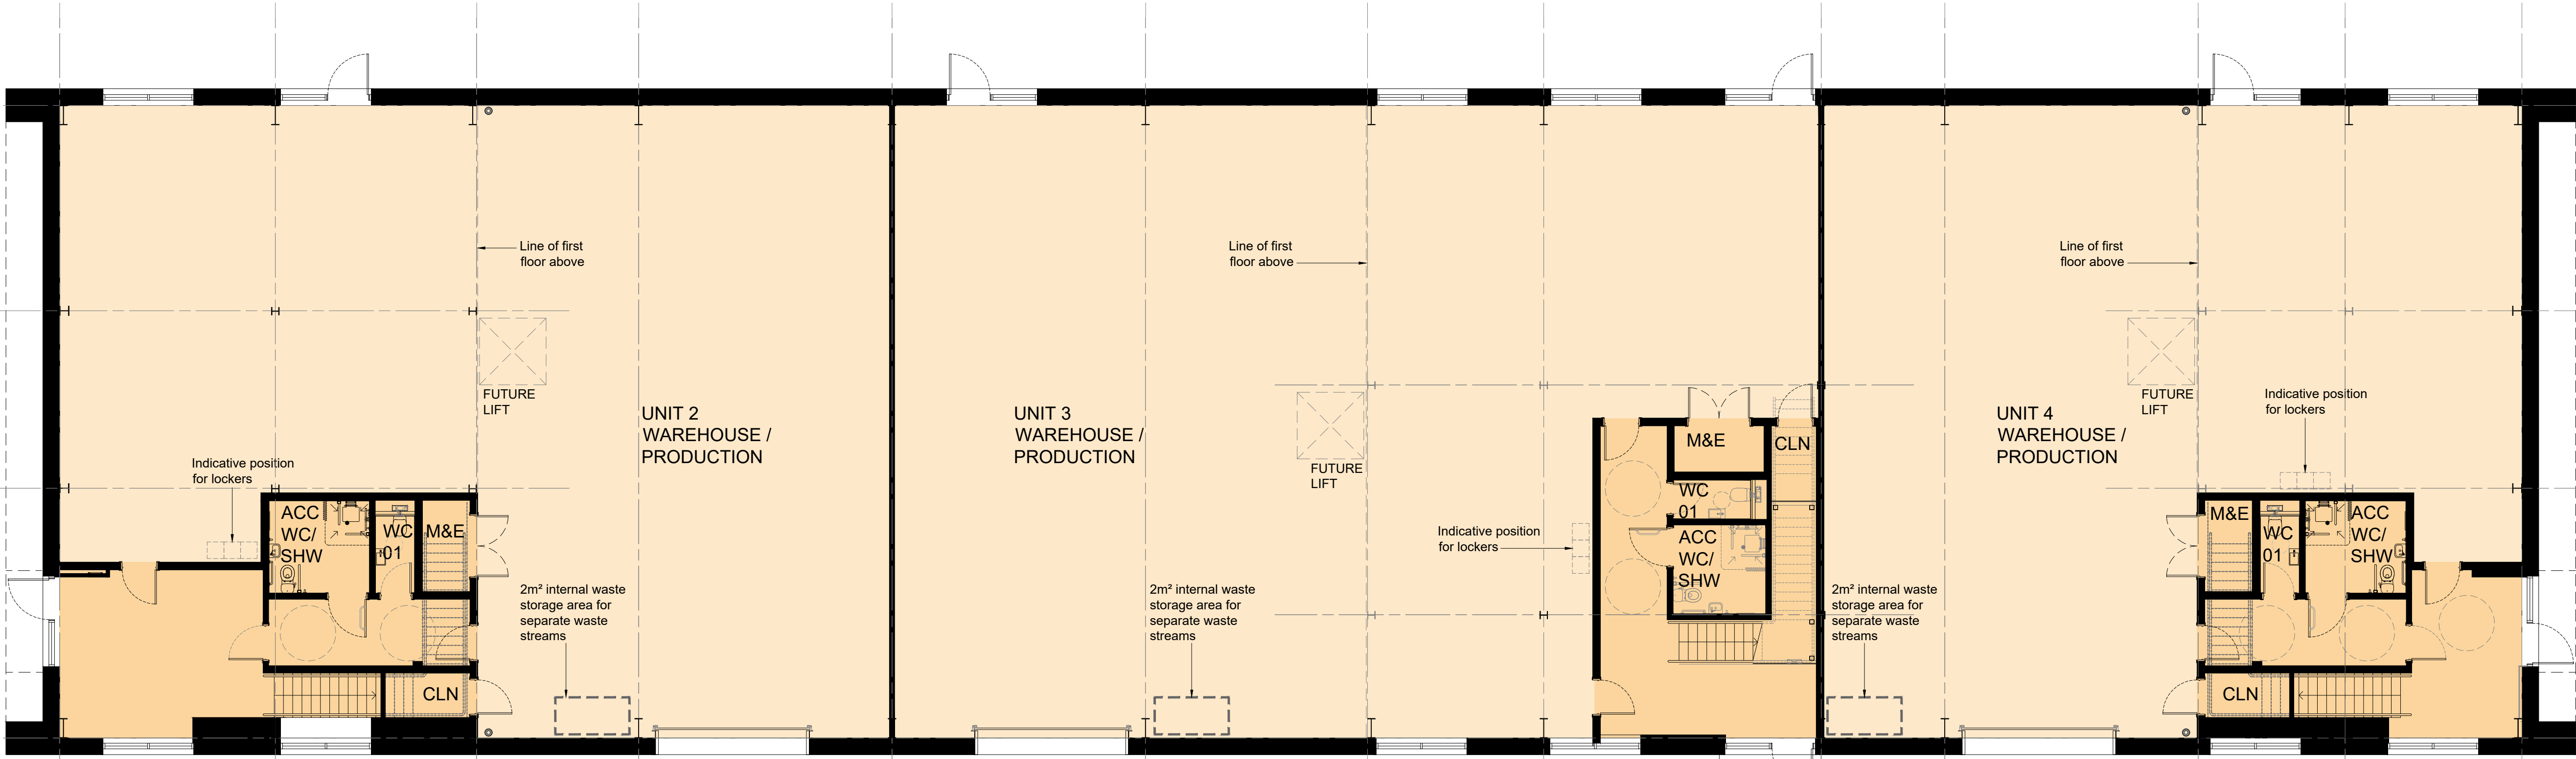 Line of first
floor above
FUTURE
LIFT
UNIT 2
WAREHOUSE /
PRODUCTION
Indicative position
for lockers
ACC
WC/
SHW
WC
01
M&E
2m² internal waste
storage area for
separate waste
streams
CLN
Line of first
floor above
UNIT 3
WAREHOUSE /
PRODUCTION
FUTURE
LIFT
Indicative position
for lockers
2m² internal waste
storage area for
separate waste
streams
M&E
CLN
WC
01
ACC
WC/
SHW
Line of first
floor above
FUTURE
LIFT
UNIT 4
WAREHOUSE /
PRODUCTION
Indicative position
for lockers
2m² internal waste
storage area for
separate waste
streams
M&E
WC
01
ACC
WC/
SHW
CLN